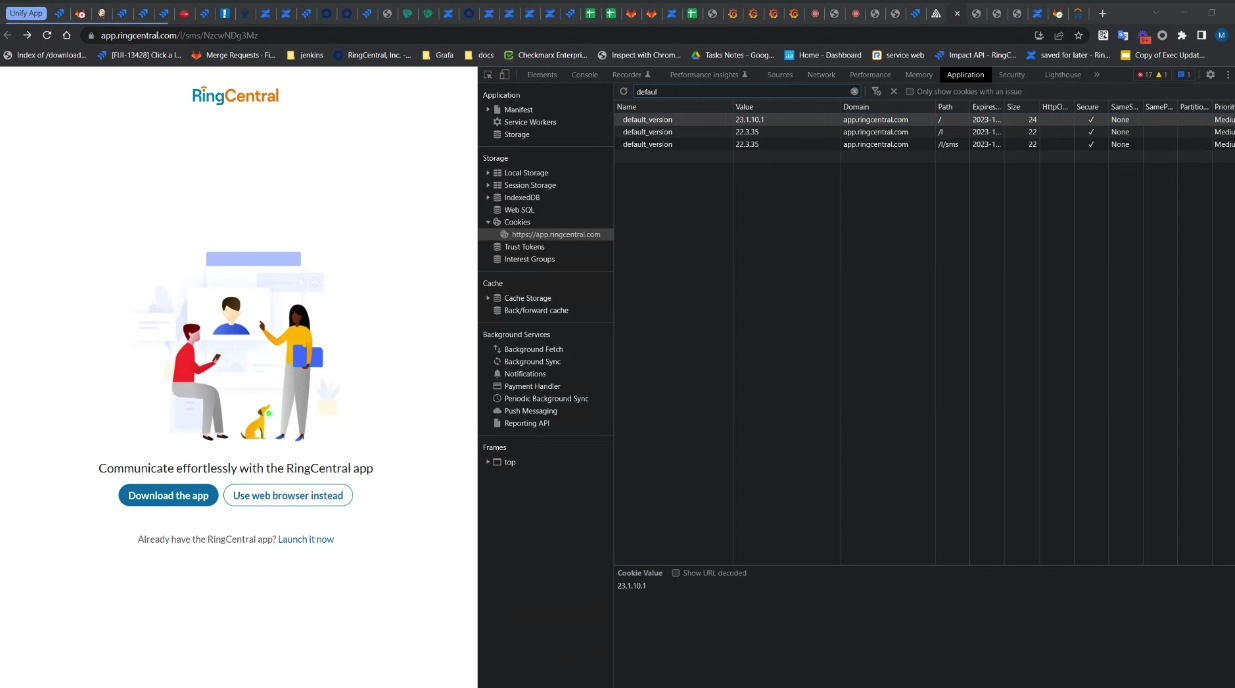 Unify App
app.ringcentral.com/l/sms/NzcwNDg3Mz
M
Index of /download...
[FIJI-13428] Click a l...
Merge Requests · Fi...
jenkins
RingCentral, Inc. -...
Grafa
docs
Checkmarx Enterpri...
Inspect with Chrom...
Tasks Notes - Goog...
Home - Dashboard
service web
Impact API - RingC...
saved for later - Rin...
Copy of Exec Updat...
RingCentral
Communicate effortlessly with the RingCentral app
Download the app
Use web browser instead
Already have the RingCentral app? Launch it now
Elements Console Recorder Performance insights Sources Network Performance Memory Application Security Lighthouse » 17 1 1
Application
Manifest
Service Workers
Storage
Storage
Local Storage
Session Storage
IndexedDB
Web SQL
Cookies
https://app.ringcentral.com
Trust Tokens
Interest Groups
Cache
Cache Storage
Back/forward cache
Background Services
Background Fetch
Background Sync
Notifications
Payment Handler
Periodic Background Sync
Push Messaging
Reporting API
Frames
top
defaul
Only show cookies with an issue
Name Value Domain Path Expires... Size HttpO... Secure SameS... SameP... Partitio... Priority
default_version 23.1.10.1 app.ringcentral.com / 2023-1... 24 ✓ None Mediu
default_version 22.3.35 app.ringcentral.com /l 2023-1... 22 ✓ None Mediu
default_version 22.3.35 app.ringcentral.com /l/sms 2023-1... 22 ✓ None Mediu
Cookie Value Show URL decoded
23.1.10.1